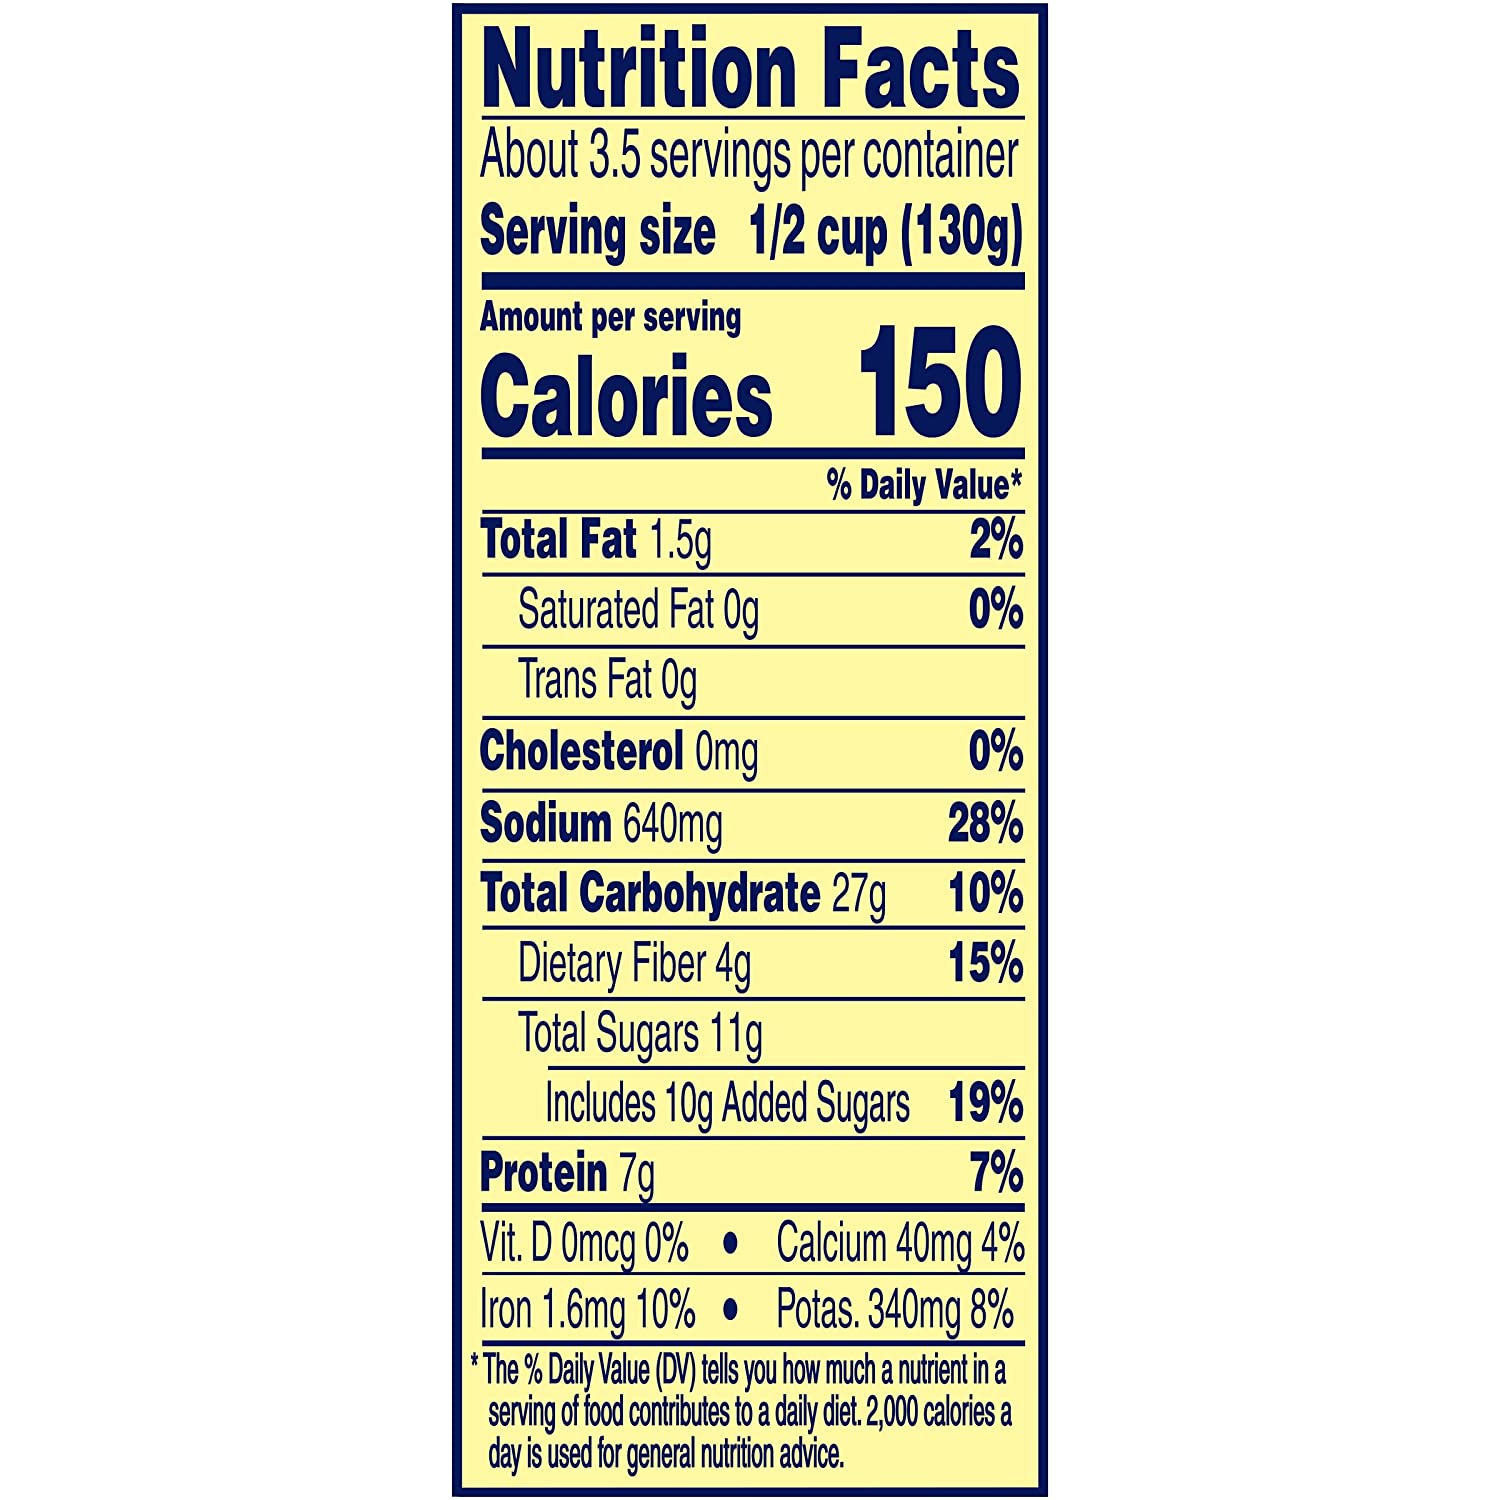 Nutrition Facts
About 3.5 servings per container
Serving size 1/2 cup (130g)
Amount per serving
Calories 150
% Daily Value*
Total Fat 1.5g 2%
Saturated Fat 0g 0%
Trans Fat 0g
Cholesterol 0mg 0%
Sodium 640mg 28%
Total Carbohydrate 27g 10%
Dietary Fiber 4g 15%
Total Sugars 11g
Includes 10g Added Sugars 19%
Protein 7g 7%
Vit. D 0mcg 0% • Calcium 40mg 4%
Iron 1.6mg 10% • Potas. 340mg 8%
* The % Daily Value (DV) tells you how much a nutrient in a
serving of food contributes to a daily diet. 2,000 calories a
day is used for general nutrition advice.